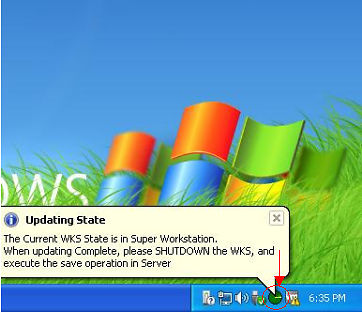 Updating State
The Current WKS State is in Super Workstation.
When updating Complete, please SHUTDOWN the WKS, and
execute the save operation in Server
6:35 PM